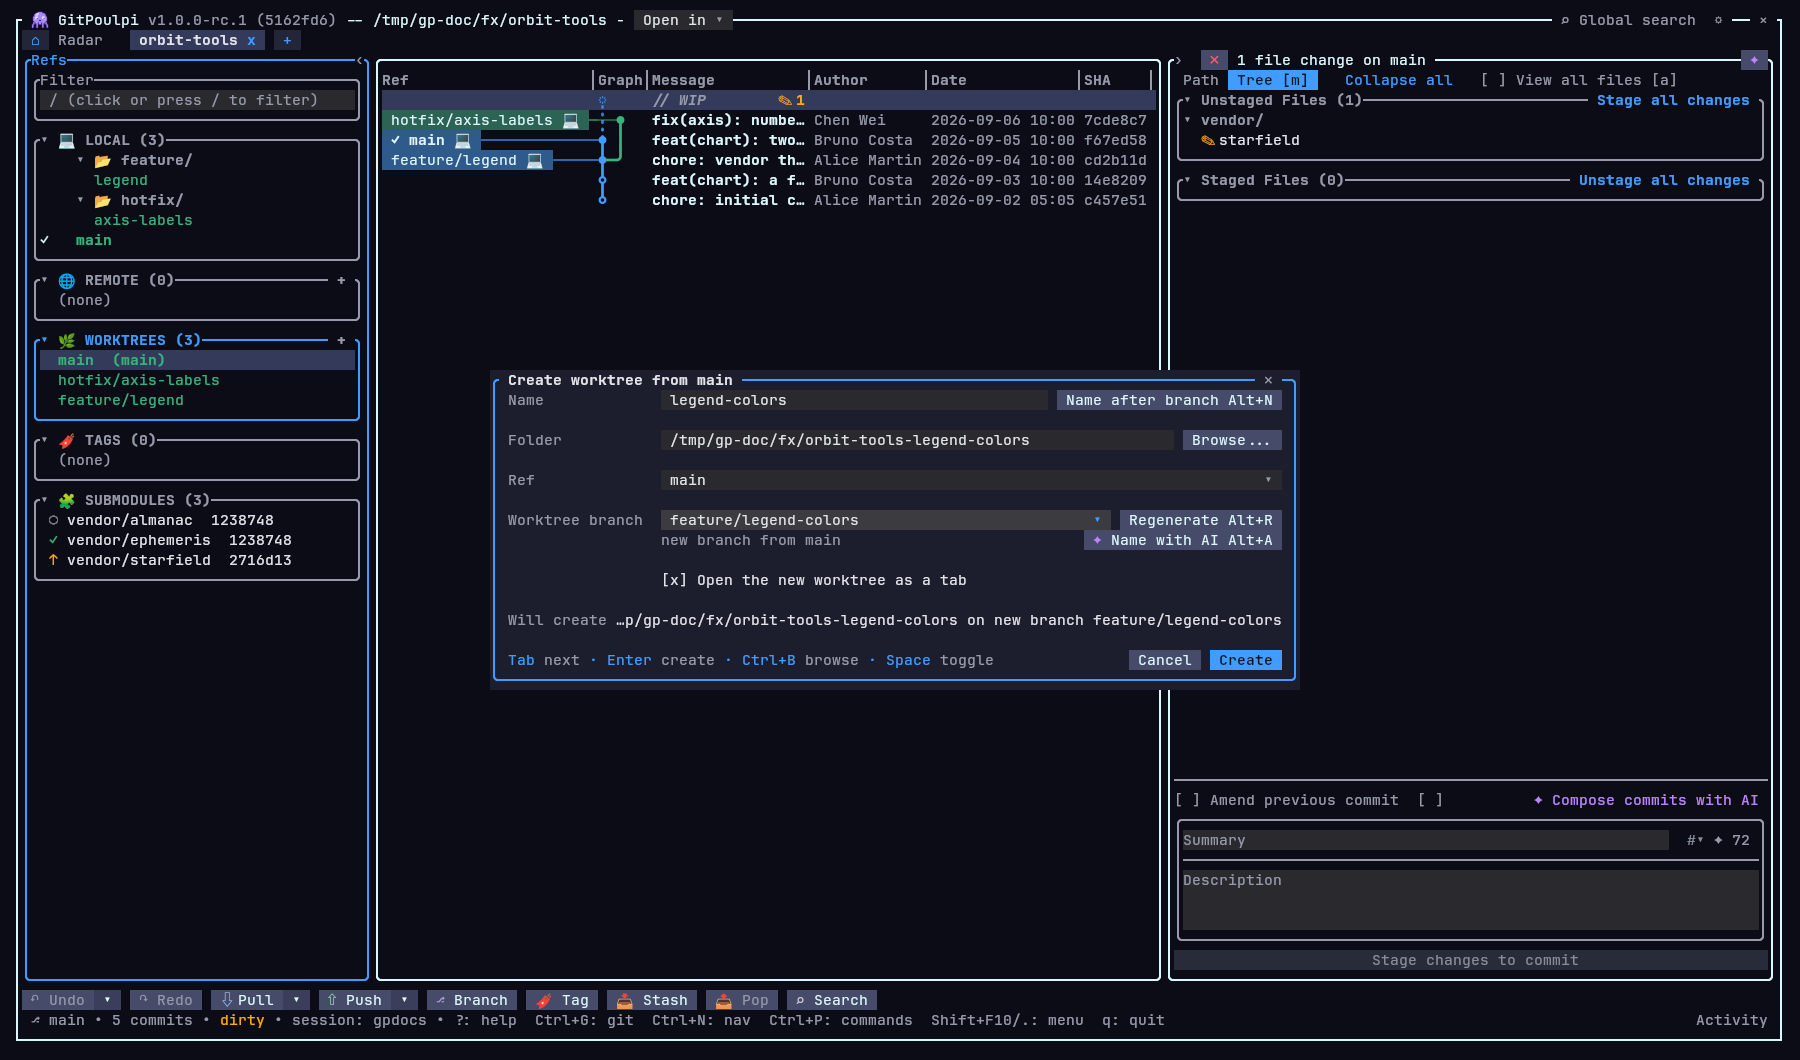 GitPoulpi v1.0.0-rc.1 (5162fd6) —— /tmp/gp-doc/fx/orbit-tools - Open in ▾ ⌕ Global search ⚙ ✕
⌂ Radar orbit-tools x +
Refs ‹
Filter
/ (click or press / to filter)
▾ 💻 LOCAL (3)
▾ 📂 feature/
legend
▾ 📂 hotfix/
axis-labels
✓ main
▾ 🌐 REMOTE (0) +
(none)
▾ 🌿 WORKTREES (3) +
main (main)
hotfix/axis-labels
feature/legend
▾ 🔖 TAGS (0)
(none)
▾ 🧩 SUBMODULES (3)
vendor/almanac 1238748
✓ vendor/ephemeris 1238748
↑ vendor/starfield 2716d13
Ref Graph Message Author Date SHA
// WIP ✎ 1
hotfix/axis-labels 💻 fix(axis): numbe… Chen Wei 2026-09-06 10:00 7cde8c7
✓ main 💻 feat(chart): two… Bruno Costa 2026-09-05 10:00 f67ed58
feature/legend 💻 chore: vendor th… Alice Martin 2026-09-04 10:00 cd2b11d
feat(chart): a f… Bruno Costa 2026-09-03 10:00 14e8209
chore: initial c… Alice Martin 2026-09-02 05:05 c457e51
› ✕ 1 file change on main ✦
Path Tree [m] Collapse all [ ] View all files [a]
▾ Unstaged Files (1) Stage all changes
▾ vendor/
✎ starfield
▾ Staged Files (0) Unstage all changes
Create worktree from main ✕
Name legend-colors Name after branch Alt+N
Folder /tmp/gp-doc/fx/orbit-tools-legend-colors Browse...
Ref main ▾
Worktree branch feature/legend-colors ▾ Regenerate Alt+R
new branch from main ✦ Name with AI Alt+A
[x] Open the new worktree as a tab
Will create …p/gp-doc/fx/orbit-tools-legend-colors on new branch feature/legend-colors
Tab next · Enter create · Ctrl+B browse · Space toggle Cancel Create
[ ] Amend previous commit [ ] ✦ Compose commits with AI
Summary #▾ ✦ 72
Description
Stage changes to commit
↶ Undo ▾ ↷ Redo ⇩ Pull ▾ ⇧ Push ▾ ⎇ Branch 🔖 Tag 📥 Stash 📤 Pop ⌕ Search
⎇ main • 5 commits • dirty • session: gpdocs • ?: help Ctrl+G: git Ctrl+N: nav Ctrl+P: commands Shift+F10/.: menu q: quit Activity